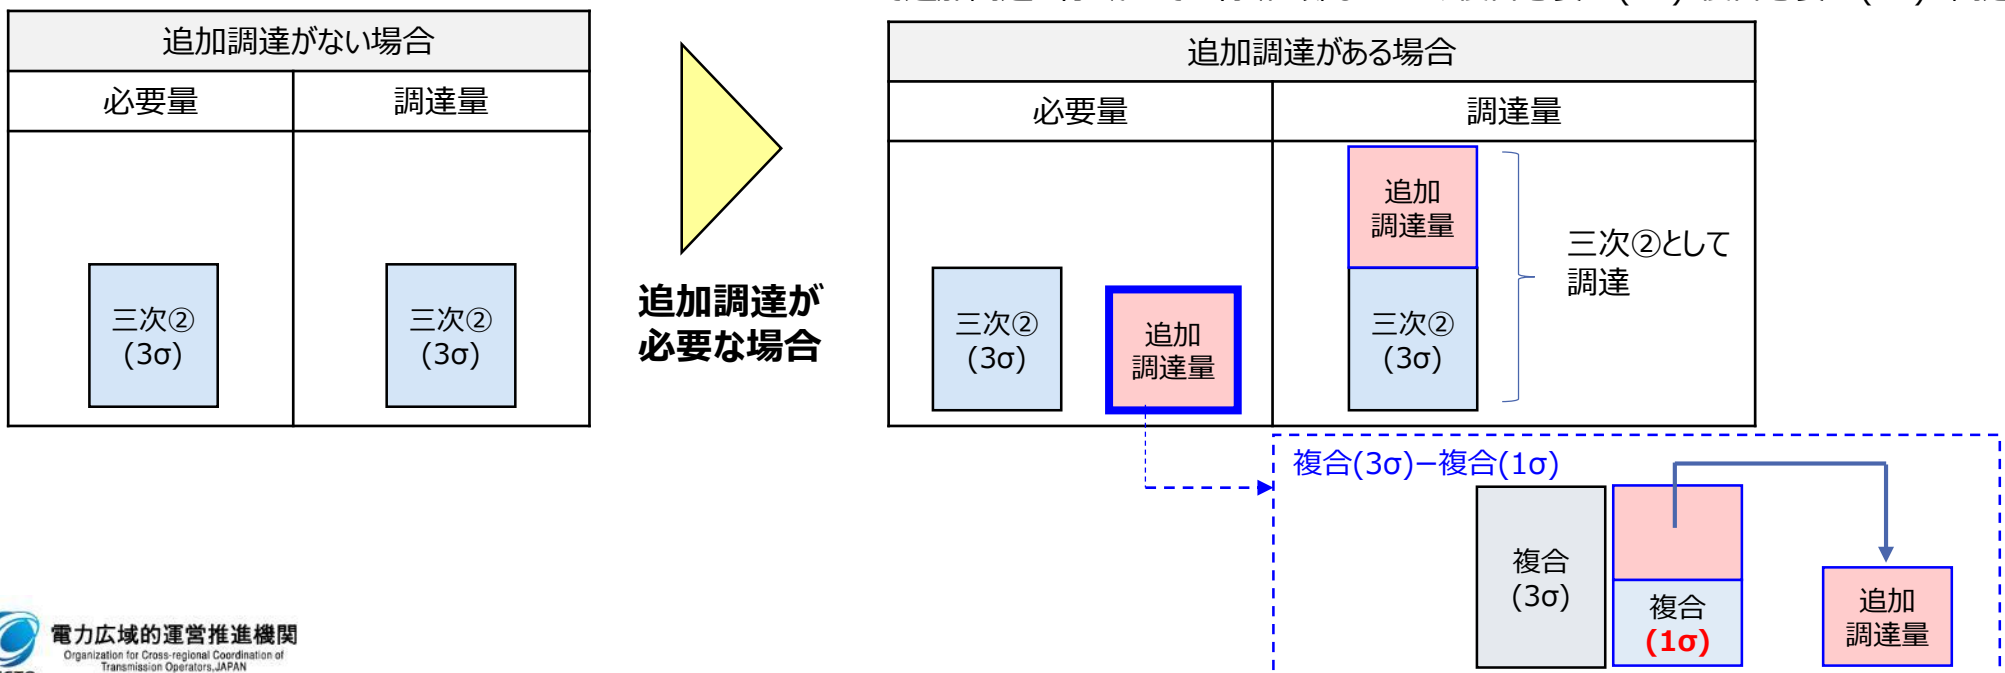 追加調達がない場合
必要量
調達量
三次②
(3σ)
三次②
(3σ)
追加調達が
必要な場合
追加調達がある場合
必要量
調達量
三次②
(3σ)
追加
調達量
追加
調達量
三次②
(3σ)
三次②として
調達
複合(3σ)−複合(1σ)
複合
(3σ)
複合
(1σ)
追加
調達量
電力広域的運営推進機関
Organization for Cross-regional Coordination of
Transmission Operators,JAPAN